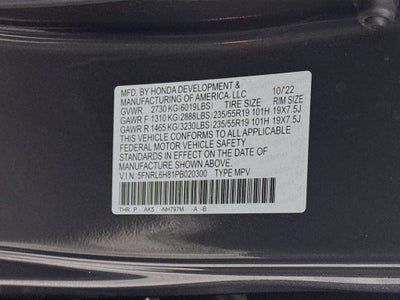 MFD. BY HONDA DEVELOPMENT &
MANUFACTURING OF AMERICA, LLC 10/22
GVWR 2730 KG(6019LBS) TIRE SIZE RIM SIZE
GAWR F 1310 KG(2888LBS) 235/55R19 101H 19X7.5J
GAWR R 1465 KG(3230LBS) 235/55R19 101H 19X7.5J
THIS VEHICLE CONFORMS TO ALL APPLICABLE
FEDERAL MOTOR VEHICLE SAFETY
STANDARDS IN EFFECT ON THE DATE OF
MANUFACTURE SHOWN ABOVE.
V.I.N. 5FNRL6H81PB020300 TYPE MPV
THR P AK5 -NH797M -A -B